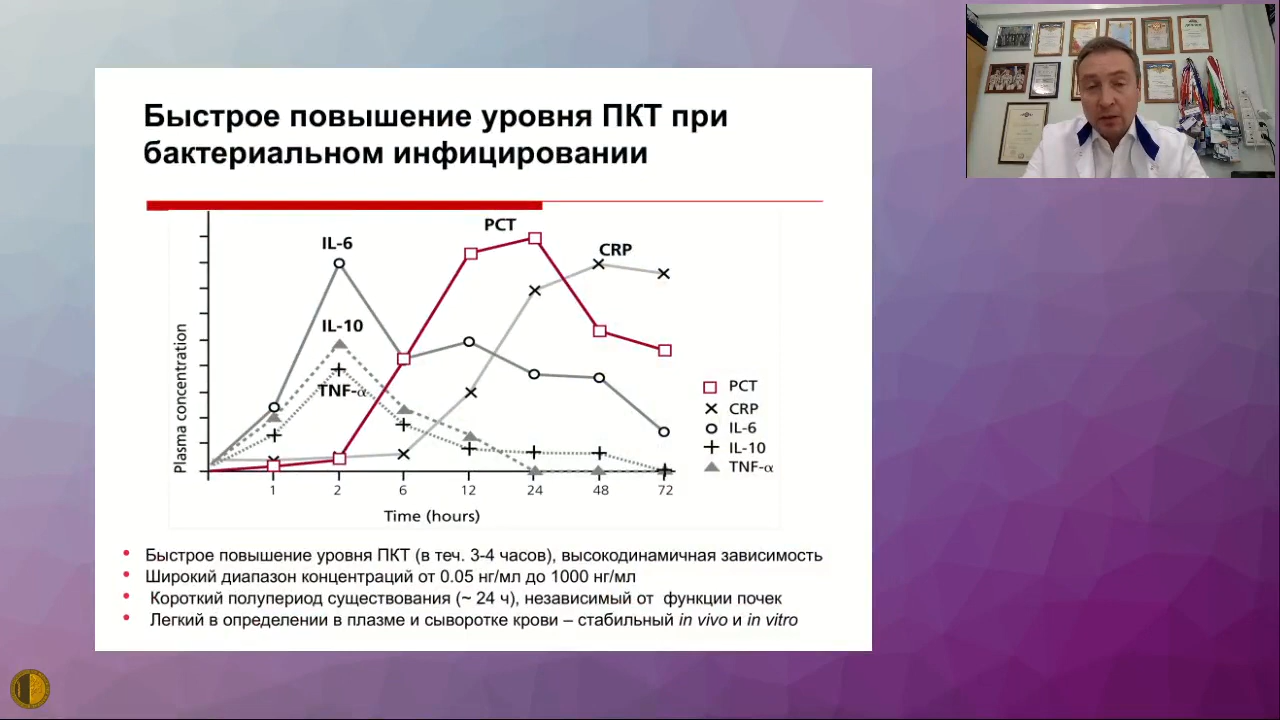 Быстрое повышение уровня ПКТ при
бактериальном инфицировании
PCT
IL-6
CRP
IL-10
TNF-α
Plasma concentration
PCT
CRP
IL-6
IL-10
TNF-α
1 2 6 12 24 48 72
Time (hours)
• Быстрое повышение уровня ПКТ (в теч. 3-4 часов), высокодинамичная зависимость
• Широкий диапазон концентраций от 0.05 нг/мл до 1000 нг/мл
• Короткий полупериод существования (~ 24 ч), независимый от функции почек
• Легкий в определении в плазме и сыворотке крови – стабильный in vivo и in vitro